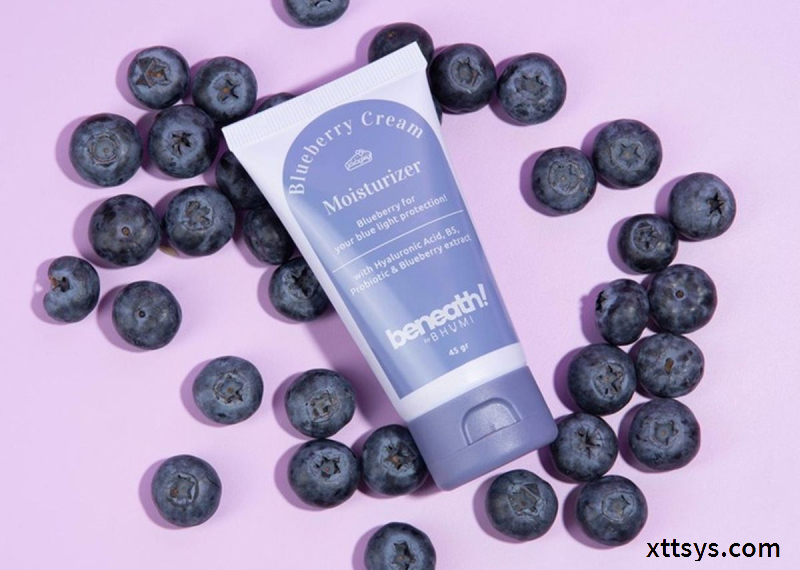 Blueberry Cream
Moisturizer
Blueberry for
your blue light protection!
with Hyaluronic Acid, B5,
Probiotic & Blueberry extract
beneath!
by BHUMI
45 gr
xttsys.com